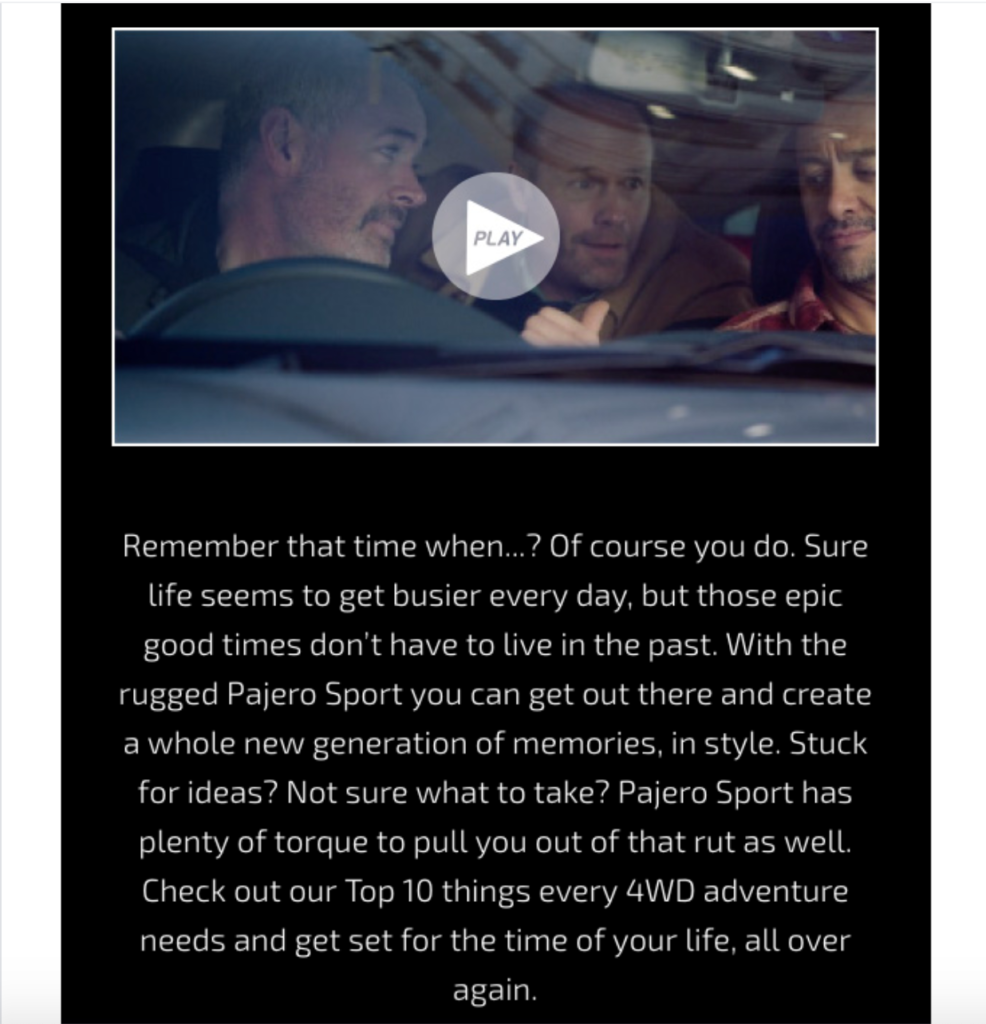 PLAY
Remember that time when...? Of course you do. Sure
life seems to get busier every day, but those epic
good times don't have to live in the past. With the
rugged Pajero Sport you can get out there and create
a whole new generation of memories, in style. Stuck
for ideas? Not sure what to take? Pajero Sport has
plenty of torque to pull you out of that rut as well.
Check out our Top 10 things every 4WD adventure
needs and get set for the time of your life, all over
again.